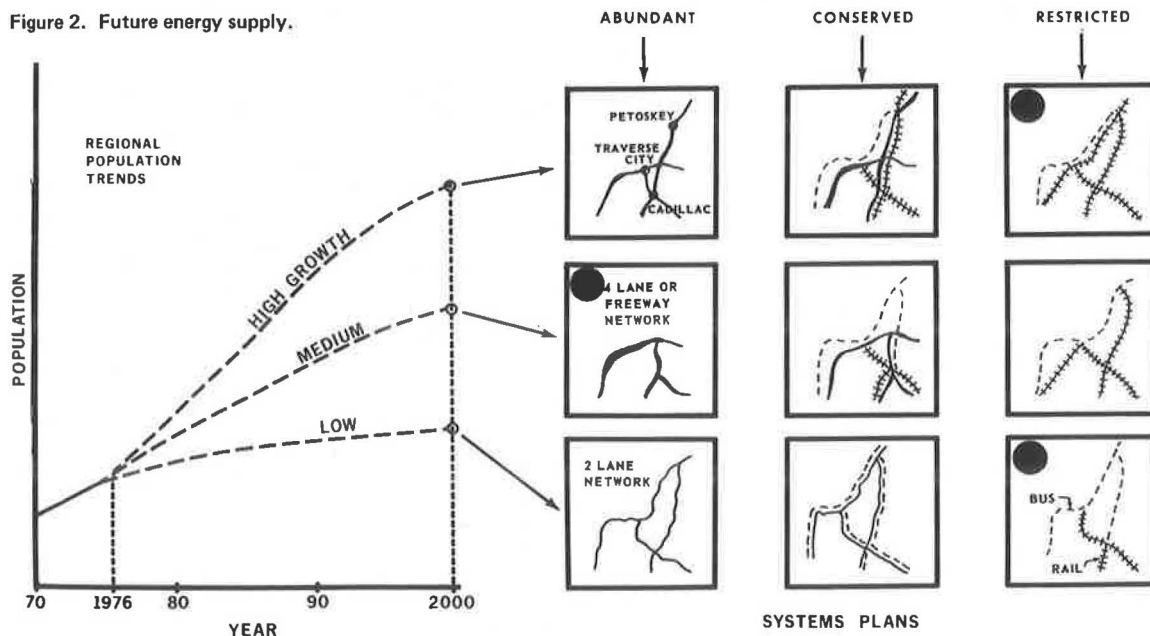 Figure 2. Future energy supply.
ABUNDANT
CONSERVED
RESTRICTED
REGIONAL
POPULATION
TRENDS
POPULATION
HIGH GROWTH
MEDIUM
LOW
70
1976
80
90
2000
YEAR
PETOSKEY
TRAVERSE
CITY
CADILLAC
4 LANE OR
FREEWAY
NETWORK
2 LANE
NETWORK
BUS
RAIL
SYSTEMS PLANS